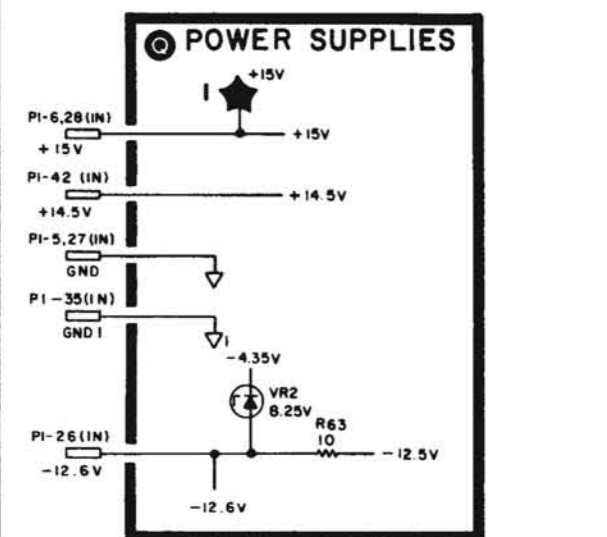 Q POWER SUPPLIES
+15V
1
P1-6,28(IN)
+15V
+15V
P1-42 (IN)
+14.5V
+14.5V
P1-5,27(IN)
GND
P1-35(IN)
GND1
1
-4.35V
VR2
8.25V
R63
10
P1-26(IN)
-12.5V
-12.6V
-12.6V